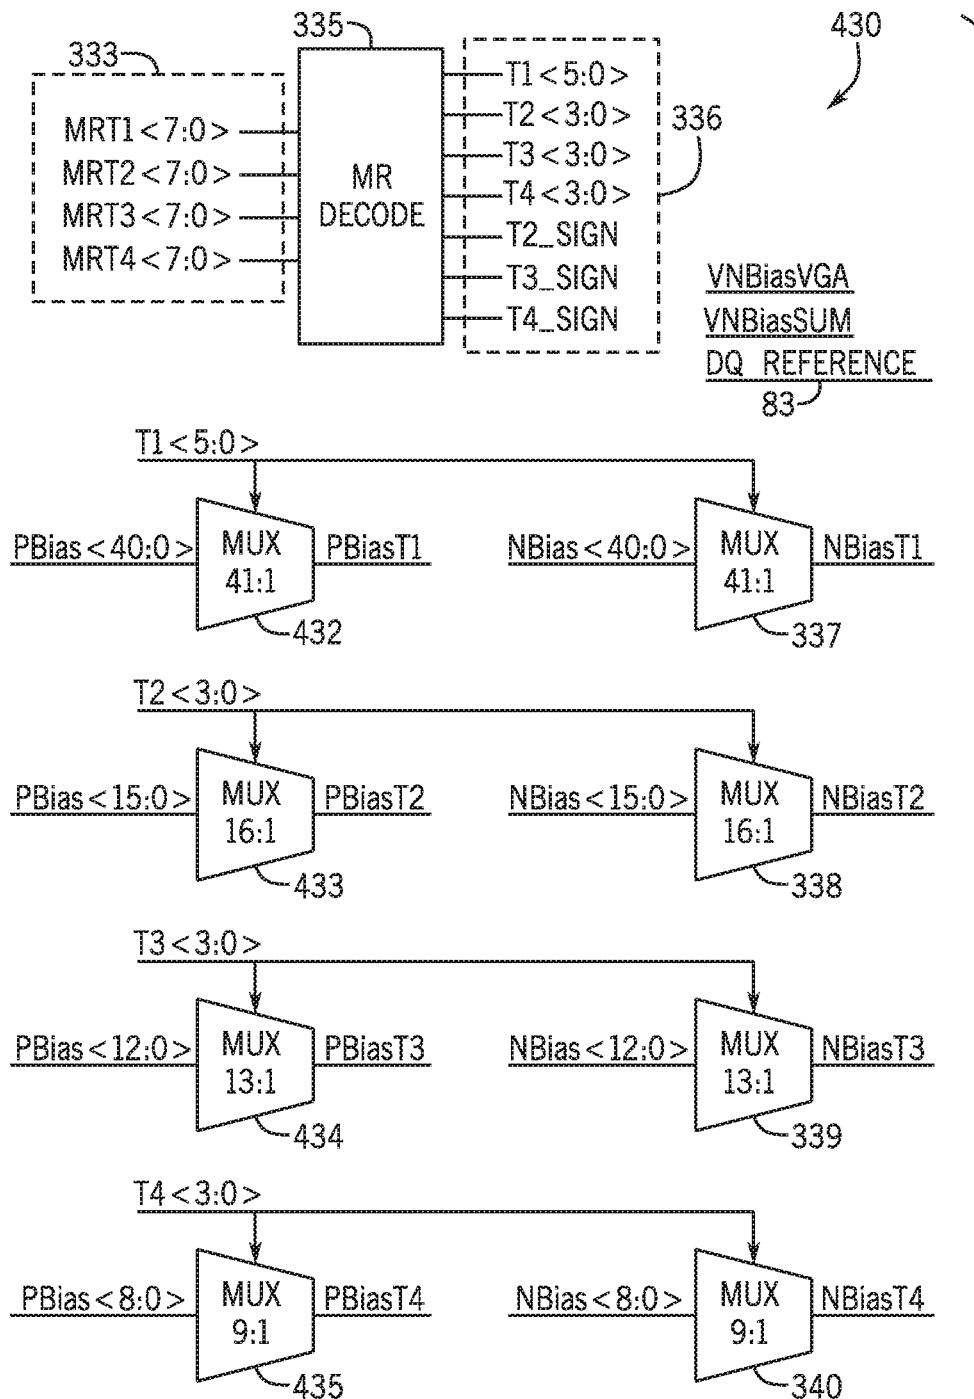 335
430
333
T1<5:0>
MRT1<7:0>
T2<3:0>
336
MRT2<7:0>
MR
DECODE
T3<3:0>
MRT3<7:0>
T4<3:0>
MRT4<7:0>
T2_SIGN
T3_SIGN
T4_SIGN
VNBiasVGA
VNBiasSUM
DQ REFERENCE
83
T1<5:0>
PBias<40:0>
MUX
41:1
PBiasT1
432
NBias<40:0>
MUX
41:1
NBiasT1
337
T2<3:0>
PBias<15:0>
MUX
16:1
PBiasT2
433
NBias<15:0>
MUX
16:1
NBiasT2
338
T3<3:0>
PBias<12:0>
MUX
13:1
PBiasT3
434
NBias<12:0>
MUX
13:1
NBiasT3
339
T4<3:0>
PBias<8:0>
MUX
9:1
PBiasT4
435
NBias<8:0>
MUX
9:1
NBiasT4
340